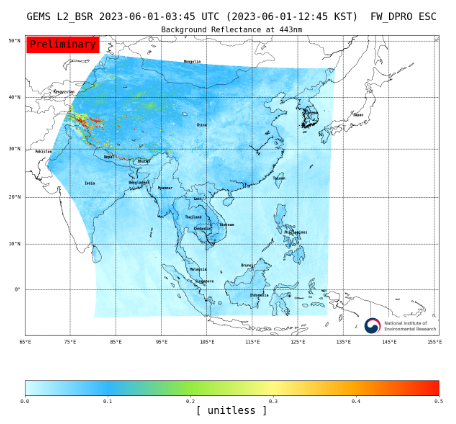 GEMS L2_BSR 2023-06-01-03:45 UTC (2023-06-01-12:45 KST) FW_DPRO ESC
Background Reflectance at 443nm
Preliminary
50°N
Mongolia
Kyrgyzstan
40°N
China
Pakistan
30°N
Nepal
Bhutan
India
Bangladesh
Myanmar
Taiwan
20°N
Laos
Thailand
Vietnam
Cambodia
Philippines
10°N
Brunei
Malaysia
Singapore
0°
Indonesia
National Institute of
Environmental Research
65°E 75°E 85°E 95°E 105°E 115°E 125°E 135°E 145°E 155°E
0.0 0.1 0.2 0.3 0.4 0.5
[ unitless ]